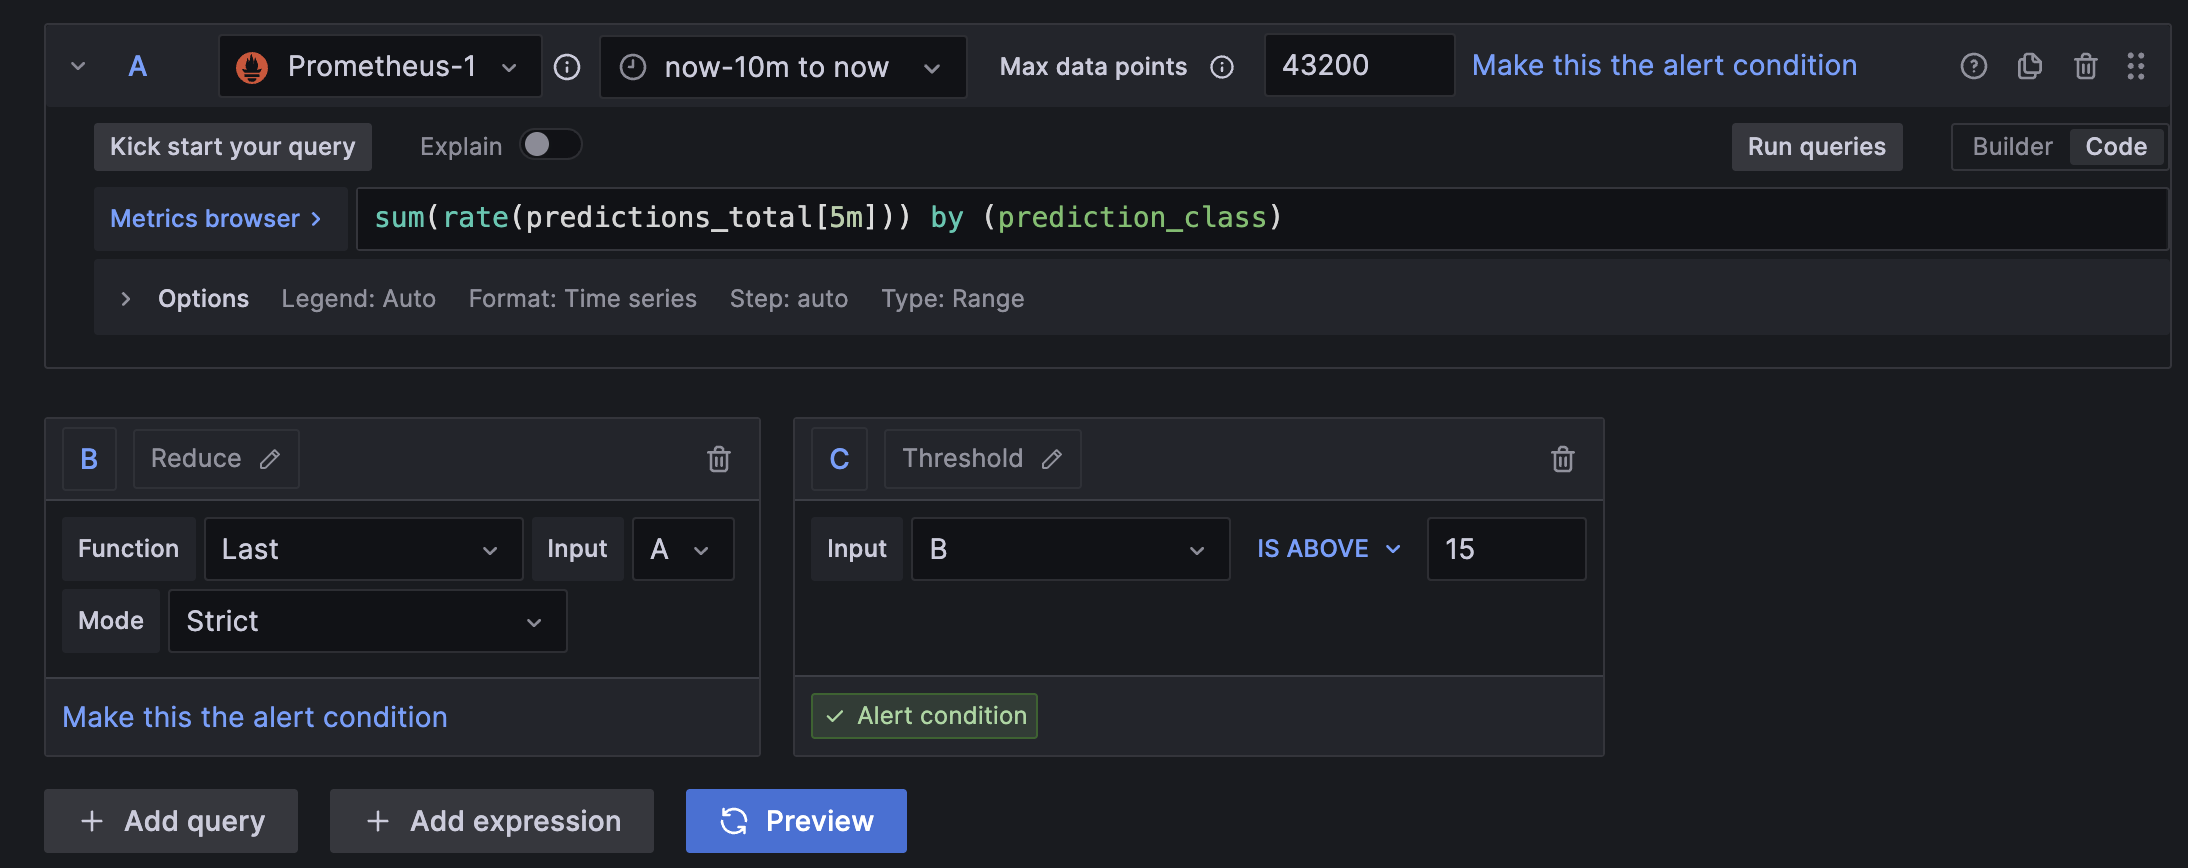 A Prometheus-1 now-10m to now Max data points 43200 Make this the alert condition
Kick start your query Explain Run queries Builder Code
Metrics browser > sum(rate(predictions_total[5m])) by (prediction_class)
Options Legend: Auto Format: Time series Step: auto Type: Range
B Reduce
Function Last Input A
Mode Strict
Make this the alert condition
C Threshold
Input B IS ABOVE 15
Alert condition
+ Add query + Add expression Preview